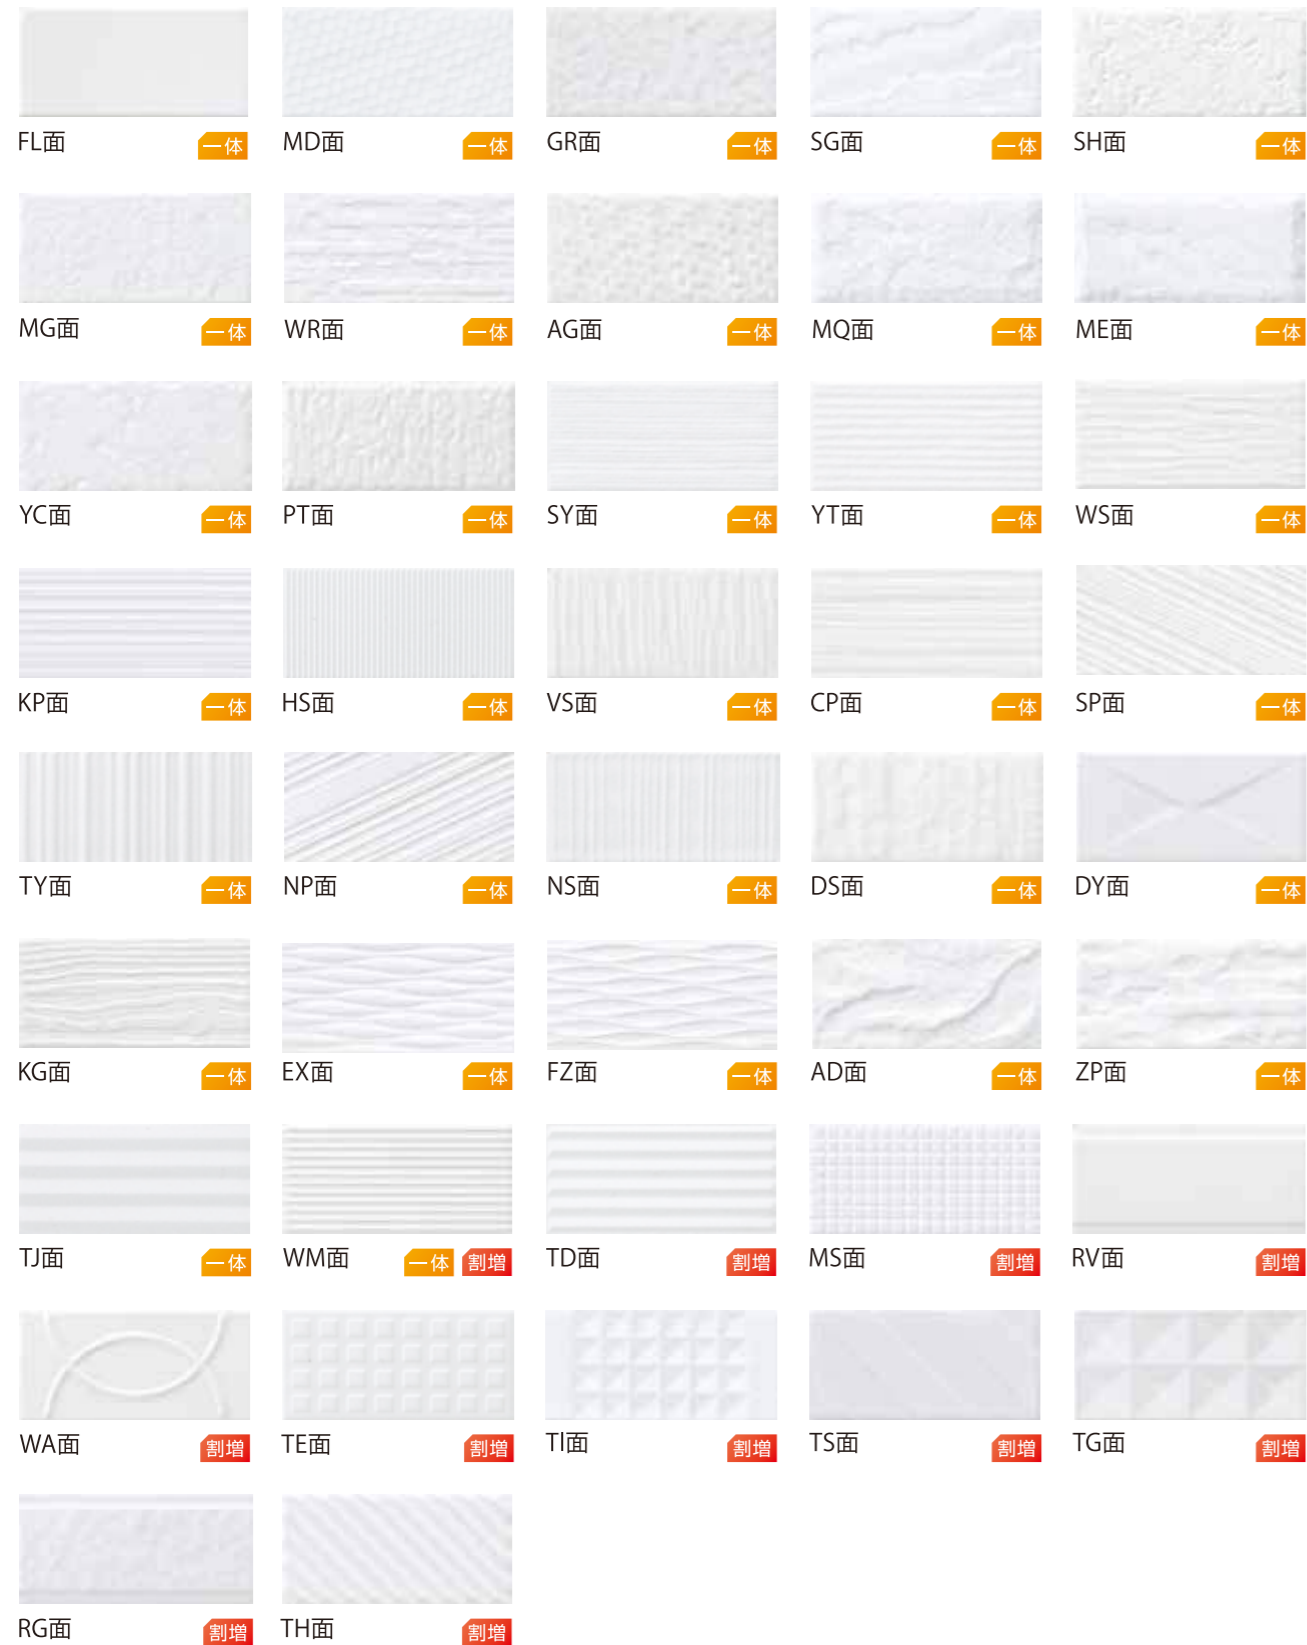 FL面 一体 MD面 一体 GR面 一体 SG面 一体 SH面 一体
MG面 一体 WR面 一体 AG面 一体 MQ面 一体 ME面 一体
YC面 一体 PT面 一体 SY面 一体 YT面 一体 WS面 一体
KP面 一体 HS面 一体 VS面 一体 CP面 一体 SP面 一体
TY面 一体 NP面 一体 NS面 一体 DS面 一体 DY面 一体
KG面 一体 EX面 一体 FZ面 一体 AD面 一体 ZP面 一体
TJ面 一体 WM面 一体 割増 TD面 割増 MS面 割増 RV面 割増
WA面 割増 TE面 割増 TI面 割増 TS面 割増 TG面 割増
RG面 割増 TH面 割増